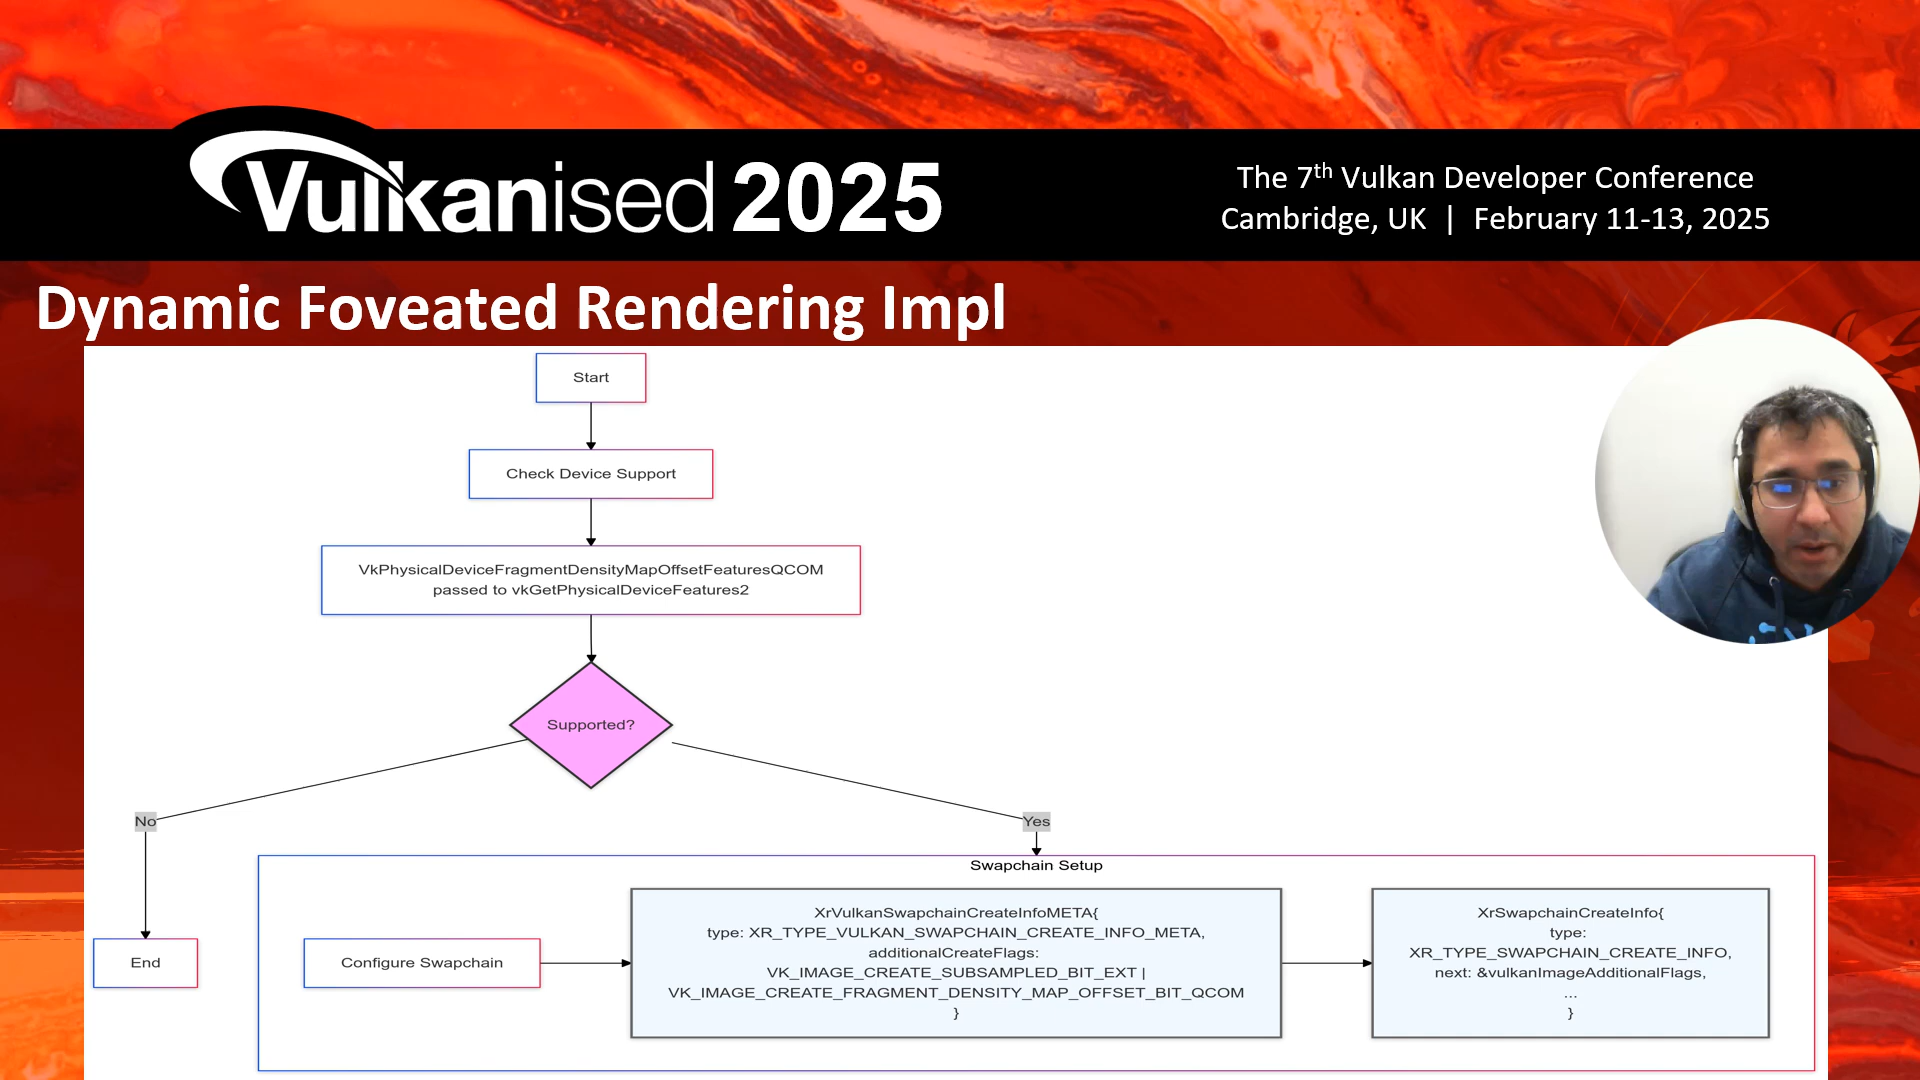 Vulkanised 2025
The 7th Vulkan Developer Conference
Cambridge, UK | February 11-13, 2025
Dynamic Foveated Rendering Impl
Start
Check Device Support
VkPhysicalDeviceFragmentDensityMapOffsetFeaturesQCOM
passed to vkGetPhysicalDeviceFeatures2
Supported?
No
Yes
Swapchain Setup
End
Configure Swapchain
XrVulkanSwapchainCreateInfoMETA{
type: XR_TYPE_VULKAN_SWAPCHAIN_CREATE_INFO_META,
additionalCreateFlags:
VK_IMAGE_CREATE_SUBSAMPLED_BIT_EXT |
VK_IMAGE_CREATE_FRAGMENT_DENSITY_MAP_OFFSET_BIT_QCOM
}
XrSwapchainCreateInfo{
type:
XR_TYPE_SWAPCHAIN_CREATE_INFO,
next: &vulkanImageAdditionalFlags,
...
}